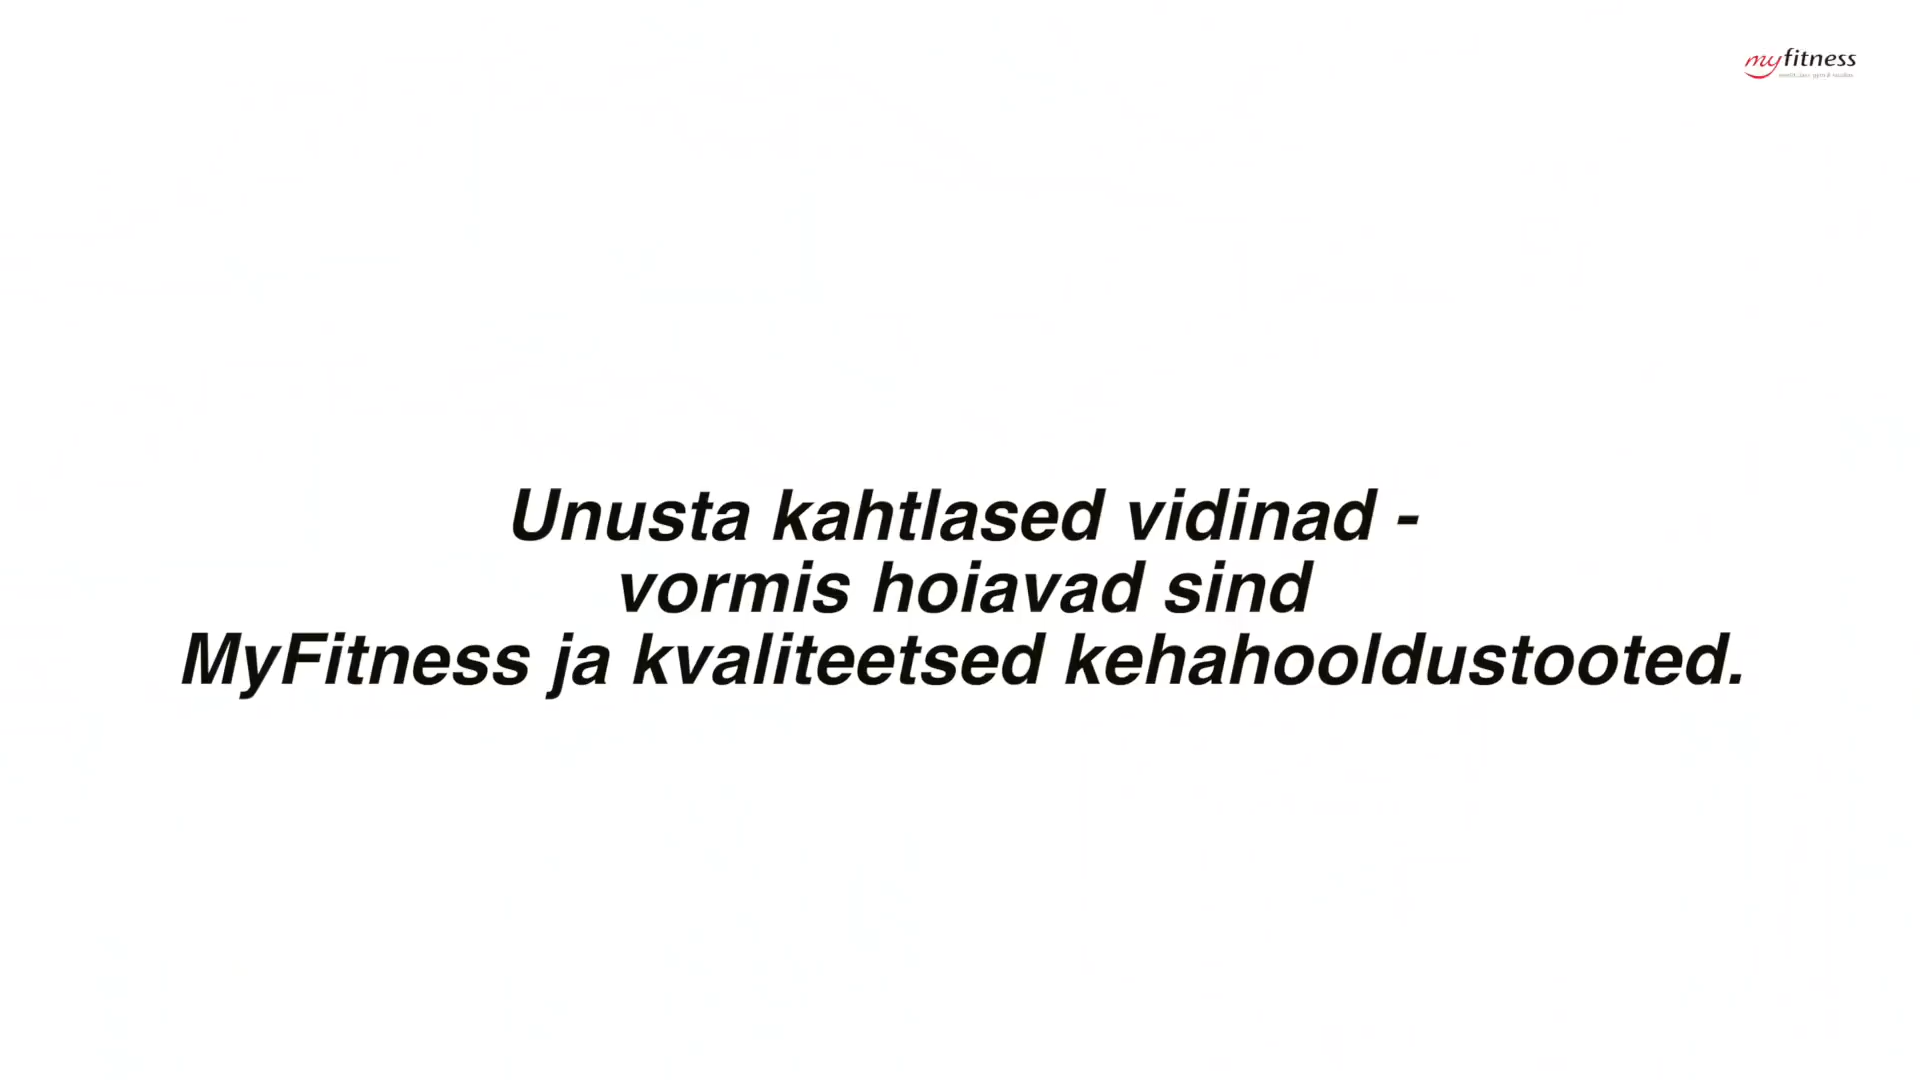 myfitness
Unusta kahtlased vidinad -
vormis hoiavad sind
MyFitness ja kvaliteetsed kehahooldustooted.